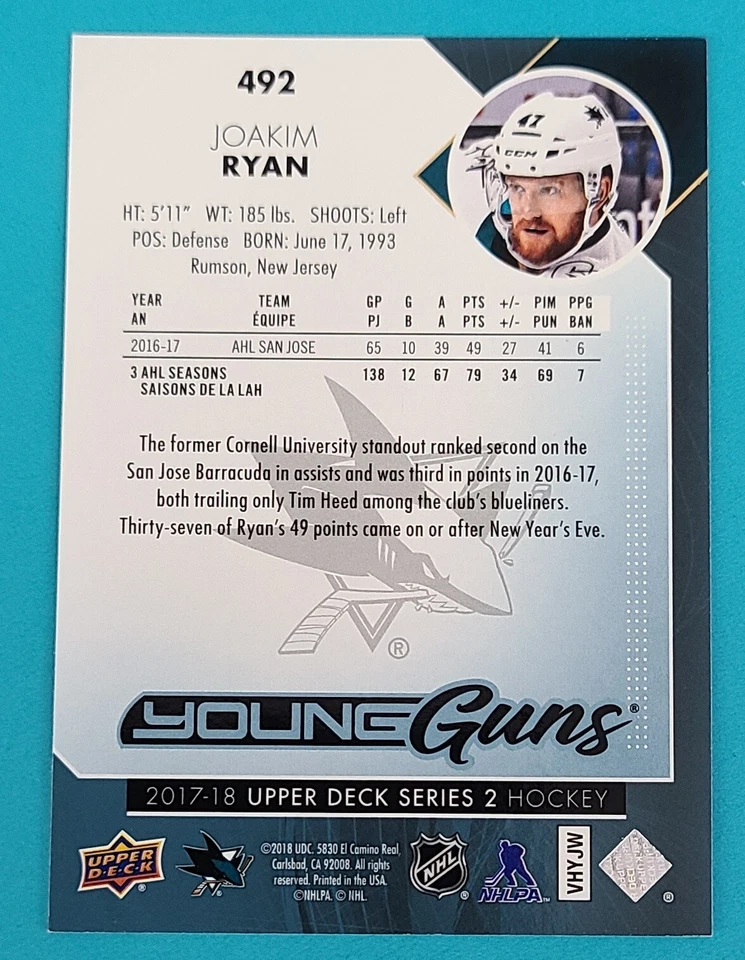 492
JOAKIM
RYAN
47
CCM
HT: 5'11" WT: 185 lbs. SHOOTS: Left
POS: Defense BORN: June 17, 1993
Rumson, New Jersey
YEAR TEAM GP G A PTS +/- PIM PPG
AN ÉQUIPE PJ B A PTS +/- PUN BAN
2016-17 AHL SAN JOSE 65 10 39 49 27 41 6
3 AHL SEASONS 138 12 67 79 34 69 7
SAISONS DE LA LAH
The former Cornell University standout ranked second on the
San Jose Barracuda in assists and was third in points in 2016-17,
both trailing only Tim Heed among the club's blueliners.
Thirty-seven of Ryan's 49 points came on or after New Year's Eve.
®
YOUNG Guns®
2017-18 UPPER DECK SERIES 2 HOCKEY
UPPER DECK ®
©2018 UDC. 5830 El Camino Real,
Carlsbad, CA 92008. All rights
reserved. Printed in the USA.
©NHLPA. © NHL.
NHL ®
NHLPA™
VHYJW
®